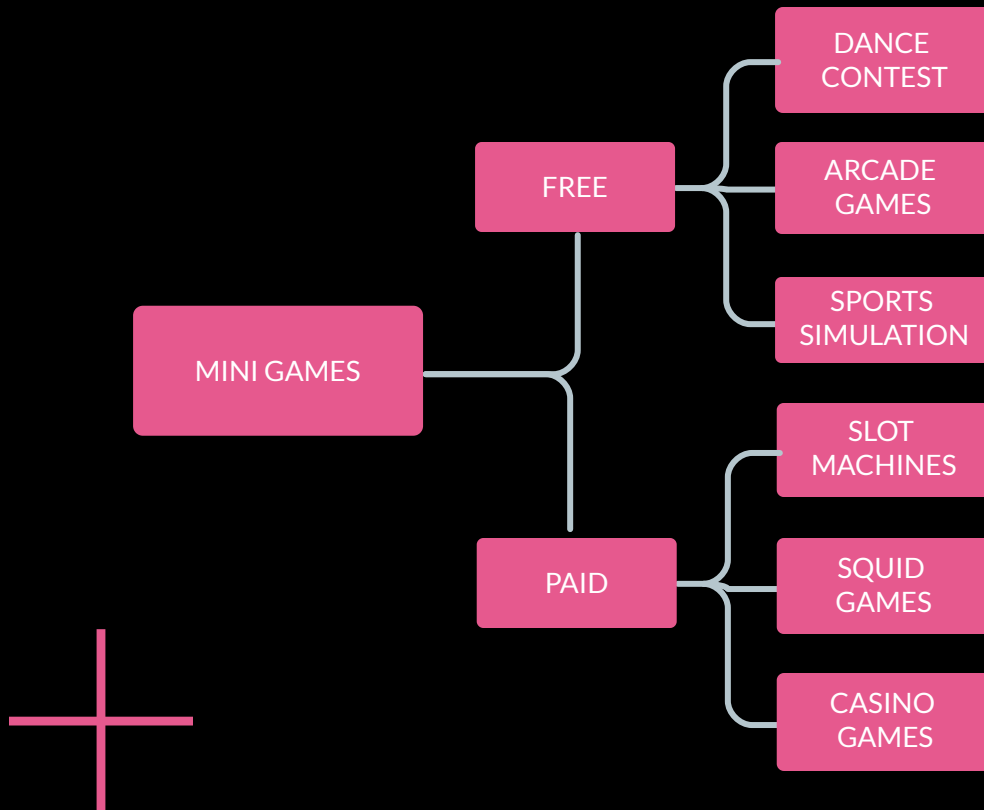 MINI GAMES
FREE
DANCE
CONTEST
ARCADE
GAMES
SPORTS
SIMULATION
PAID
SLOT
MACHINES
SQUID
GAMES
CASINO
GAMES